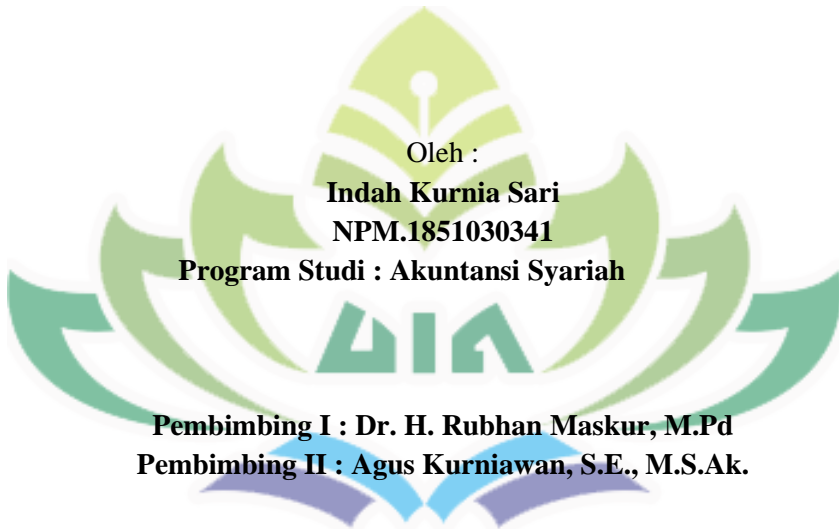 Oleh :
Indah Kurnia Sari
NPM.1851030341
Program Studi : Akuntansi Syariah
UIN
Pembimbing I : Dr. H. Rubhan Maskur, M.Pd
Pembimbing II : Agus Kurniawan, S.E., M.S.Ak.